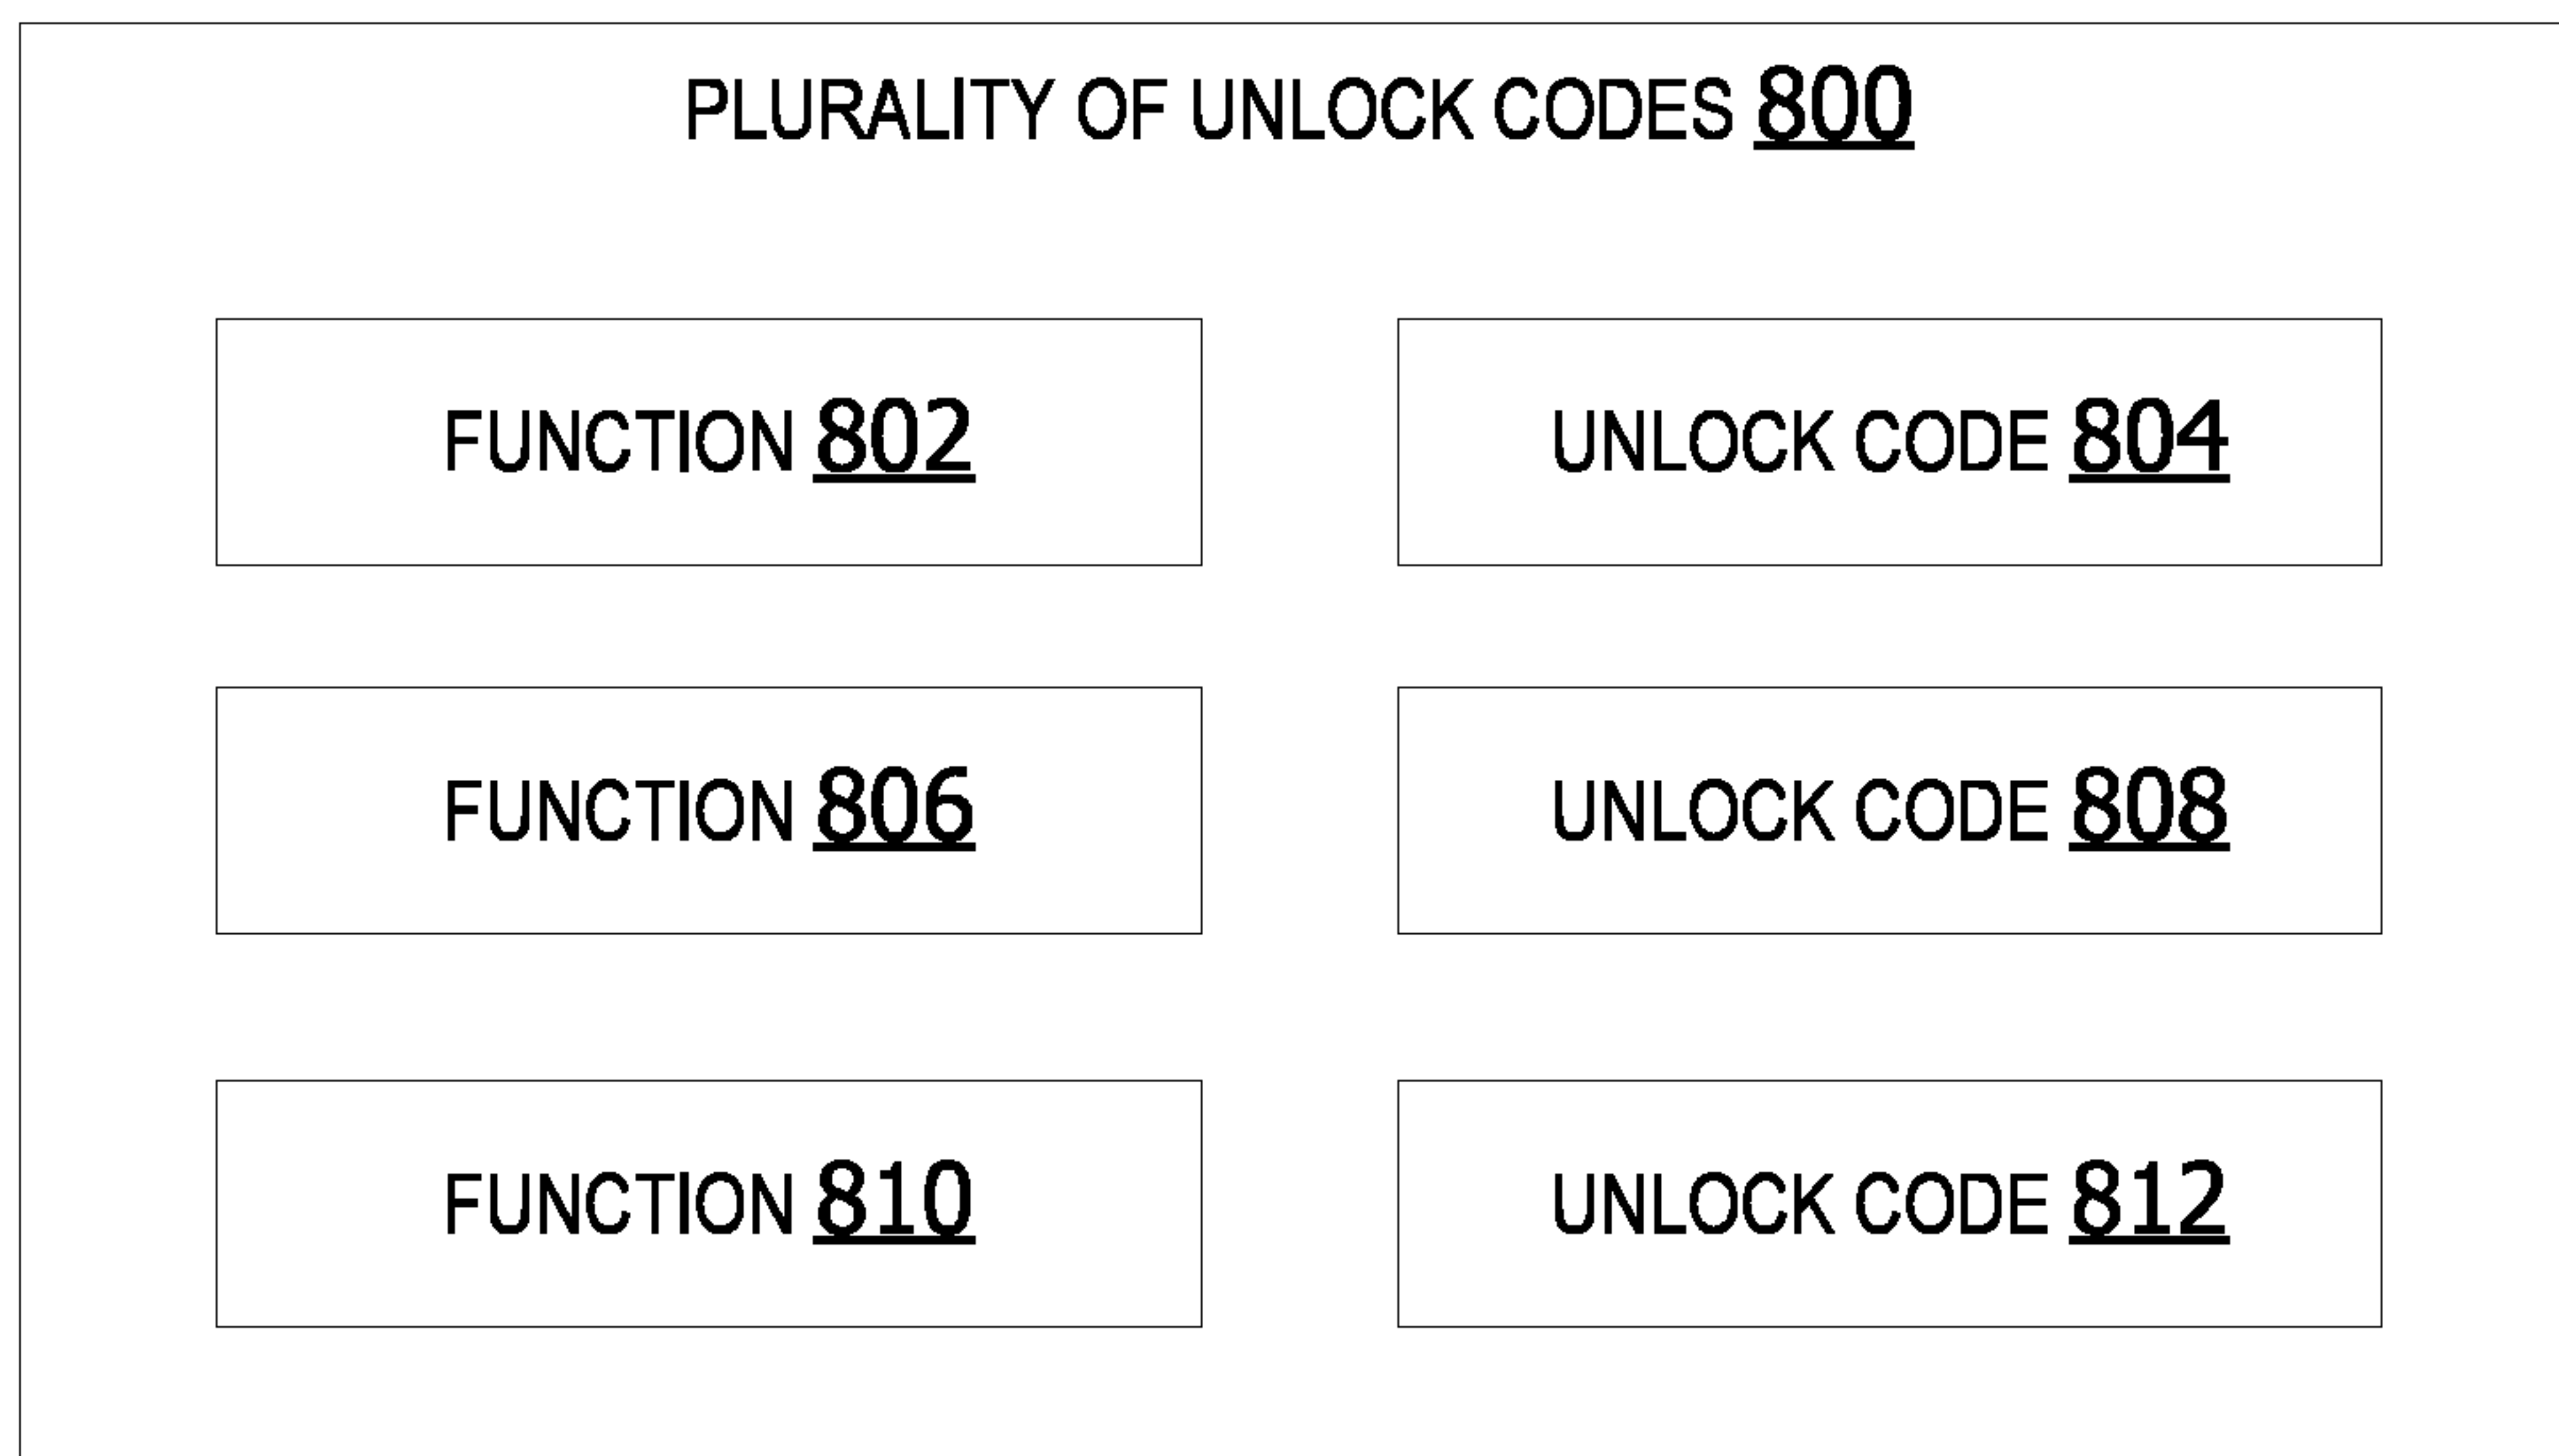 PLURALITY OF UNLOCK CODES 800
FUNCTION 802
UNLOCK CODE 804
FUNCTION 806
UNLOCK CODE 808
FUNCTION 810
UNLOCK CODE 812